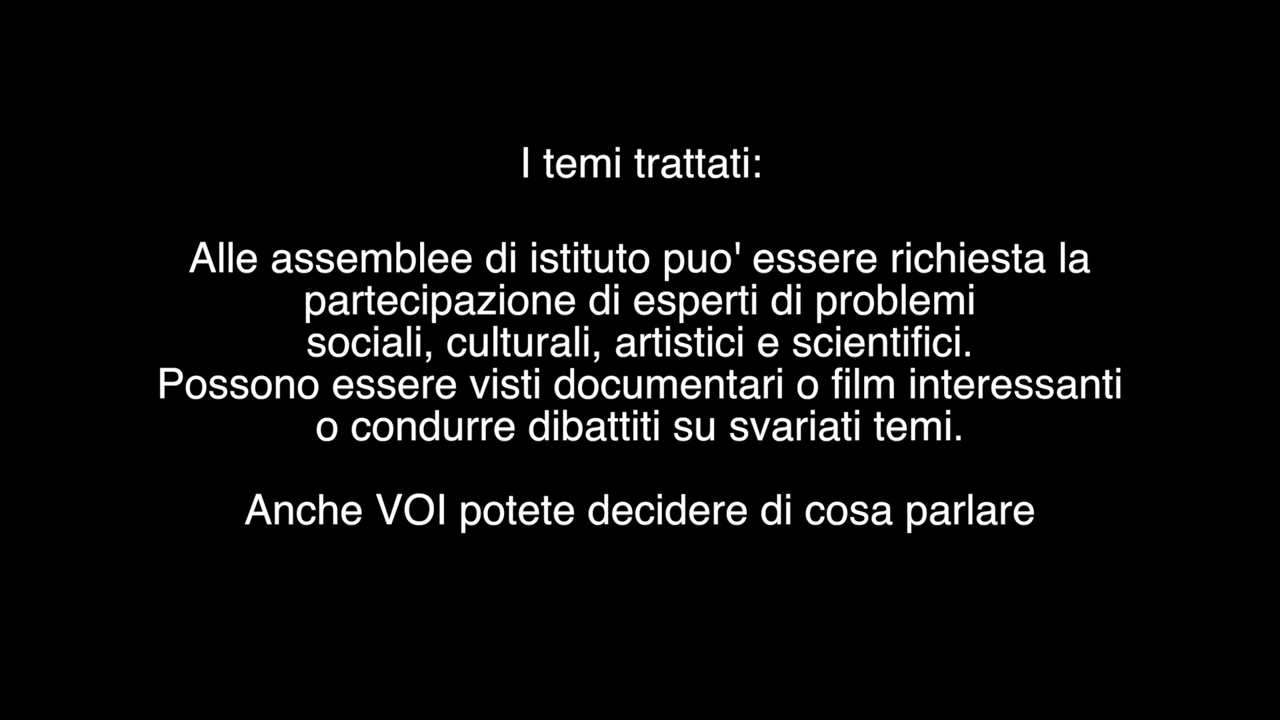 I temi trattati:
Alle assemblee di istituto puo' essere richiesta la
partecipazione di esperti di problemi
sociali, culturali, artistici e scientifici.
Possono essere visti documentari o film interessanti
o condurre dibattiti su svariati temi.
Anche VOI potete decidere di cosa parlare